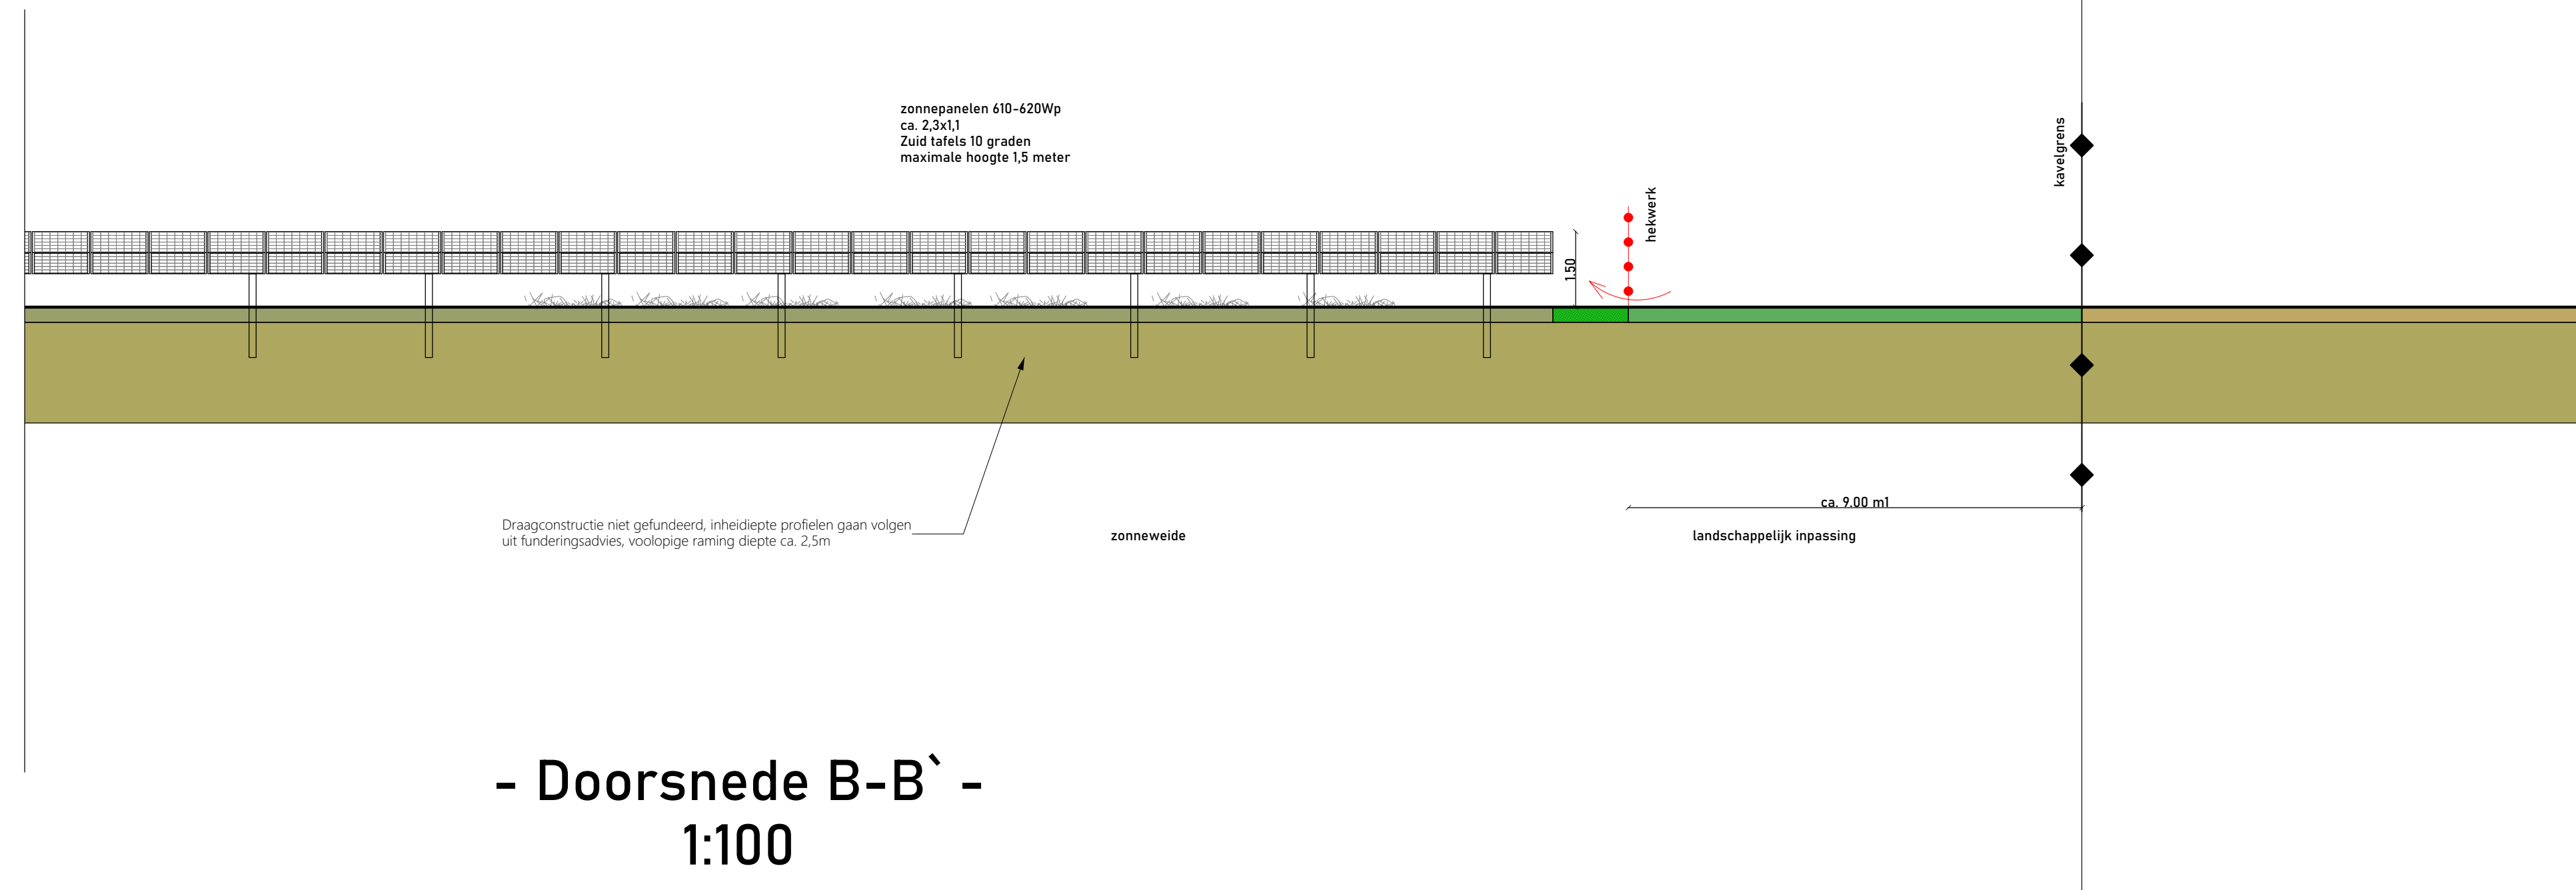 zonnepanelen 610-620Wp
ca. 2,3x1,1
Zuid tafels 10 graden
maximale hoogte 1,5 meter
kavelgrens
hekwerk
1.50
ca. 9.00 m1
Draagconstructie niet gefundeerd, inheidiepte profielen gaan volgen
uit funderingsadvies, voolopige raming diepte ca. 2,5m
zonneweide
landschappelijk inpassing
- Doorsnede B-B` -
1:100